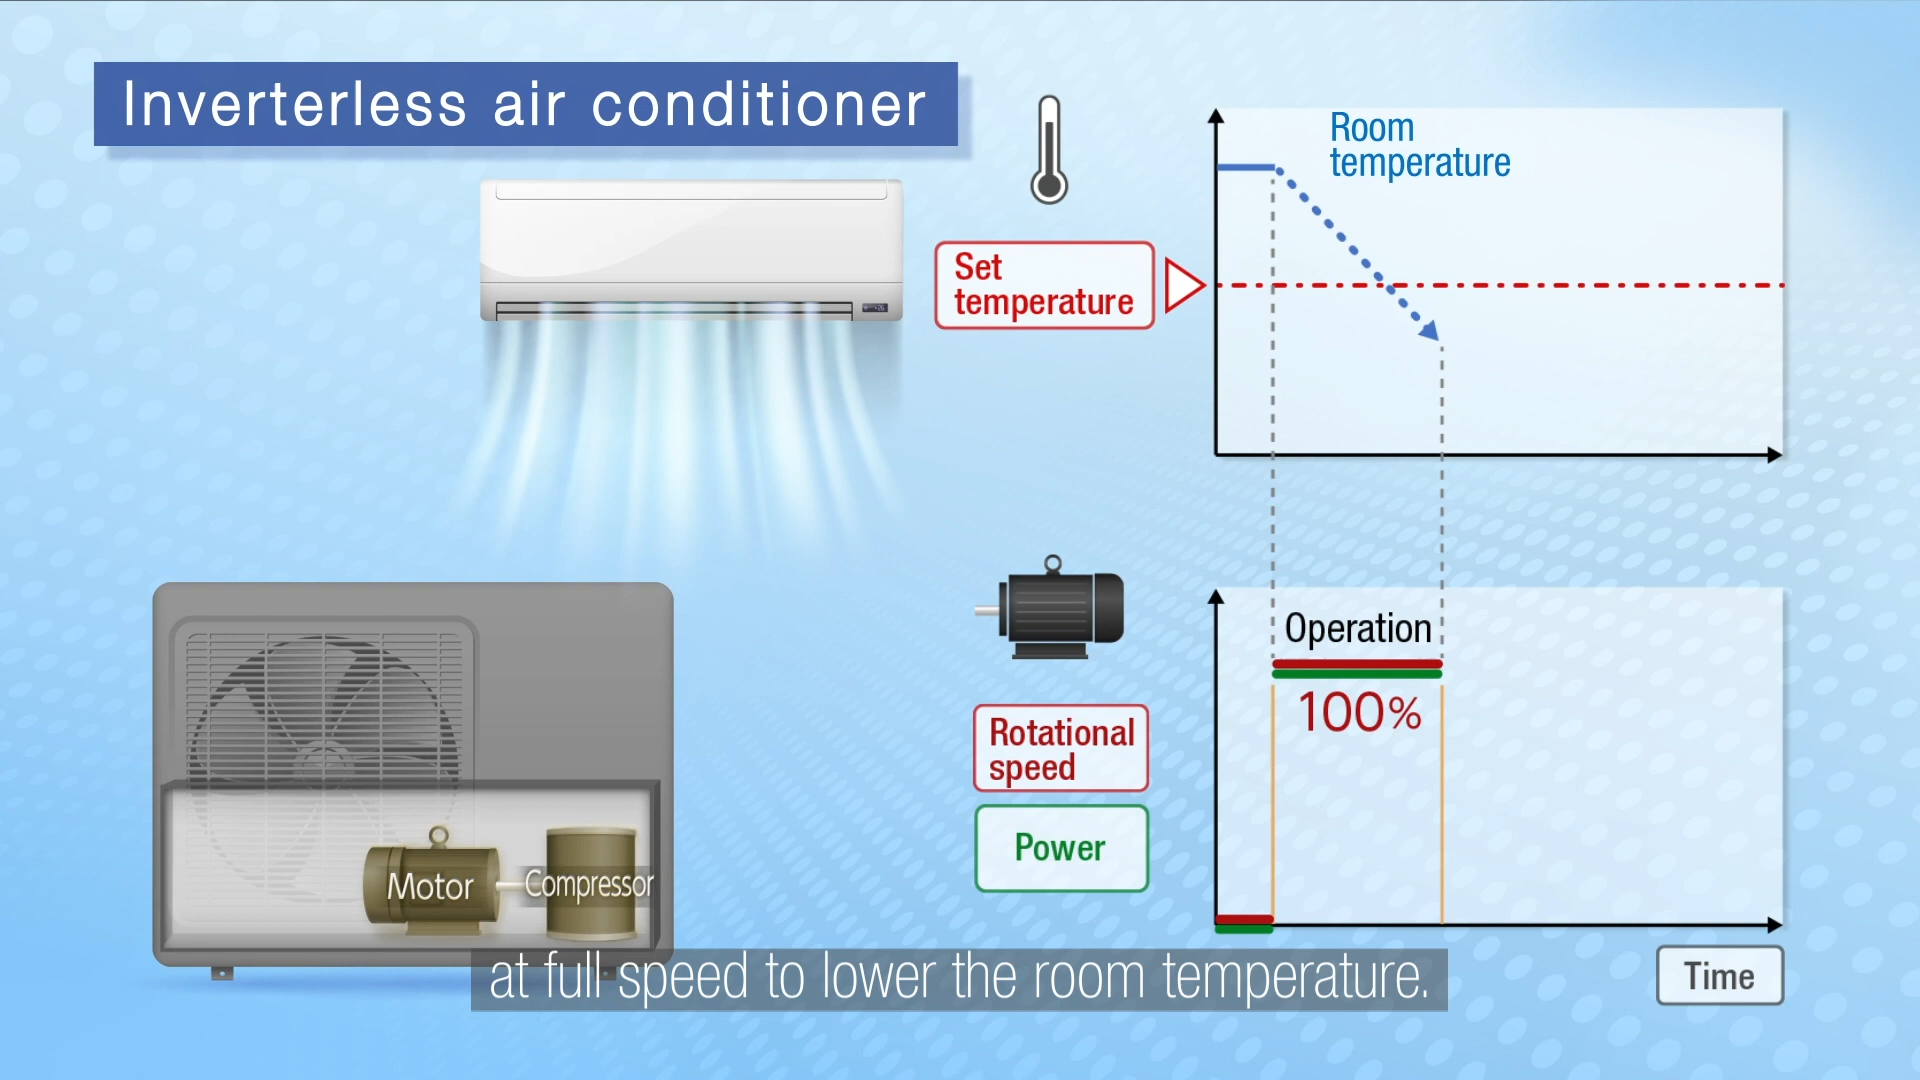 Inverterless air conditioner
Room
temperature
Set
temperature
Operation
100%
Rotational
speed
Power
Motor
Compressor
at full speed to lower the room temperature.
Time